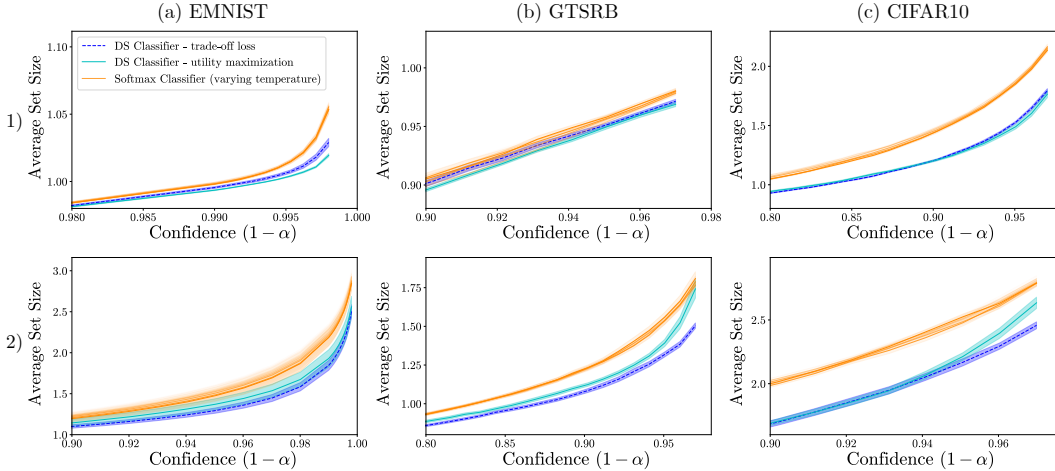 (a) EMNIST
(b) GTSRB
(c) CIFAR10
1)
Average Set Size
1.10
1.05
1.00
DS Classifier - trade-off loss
DS Classifier - utility maximization
Softmax Classifier (varying temperature)
0.980 0.985 0.990 0.995 1.000
Confidence (1 − α)
Average Set Size
1.00
0.95
0.90
0.90 0.92 0.94 0.96 0.98
Confidence (1 − α)
Average Set Size
2.0
1.5
1.0
0.80 0.85 0.90 0.95
Confidence (1 − α)
2)
Average Set Size
3.0
2.5
2.0
1.5
1.0
0.90 0.92 0.94 0.96 0.98 1.00
Confidence (1 − α)
Average Set Size
1.75
1.50
1.25
1.00
0.80 0.85 0.90 0.95
Confidence (1 − α)
Average Set Size
2.5
2.0
0.90 0.92 0.94 0.96
Confidence (1 − α)